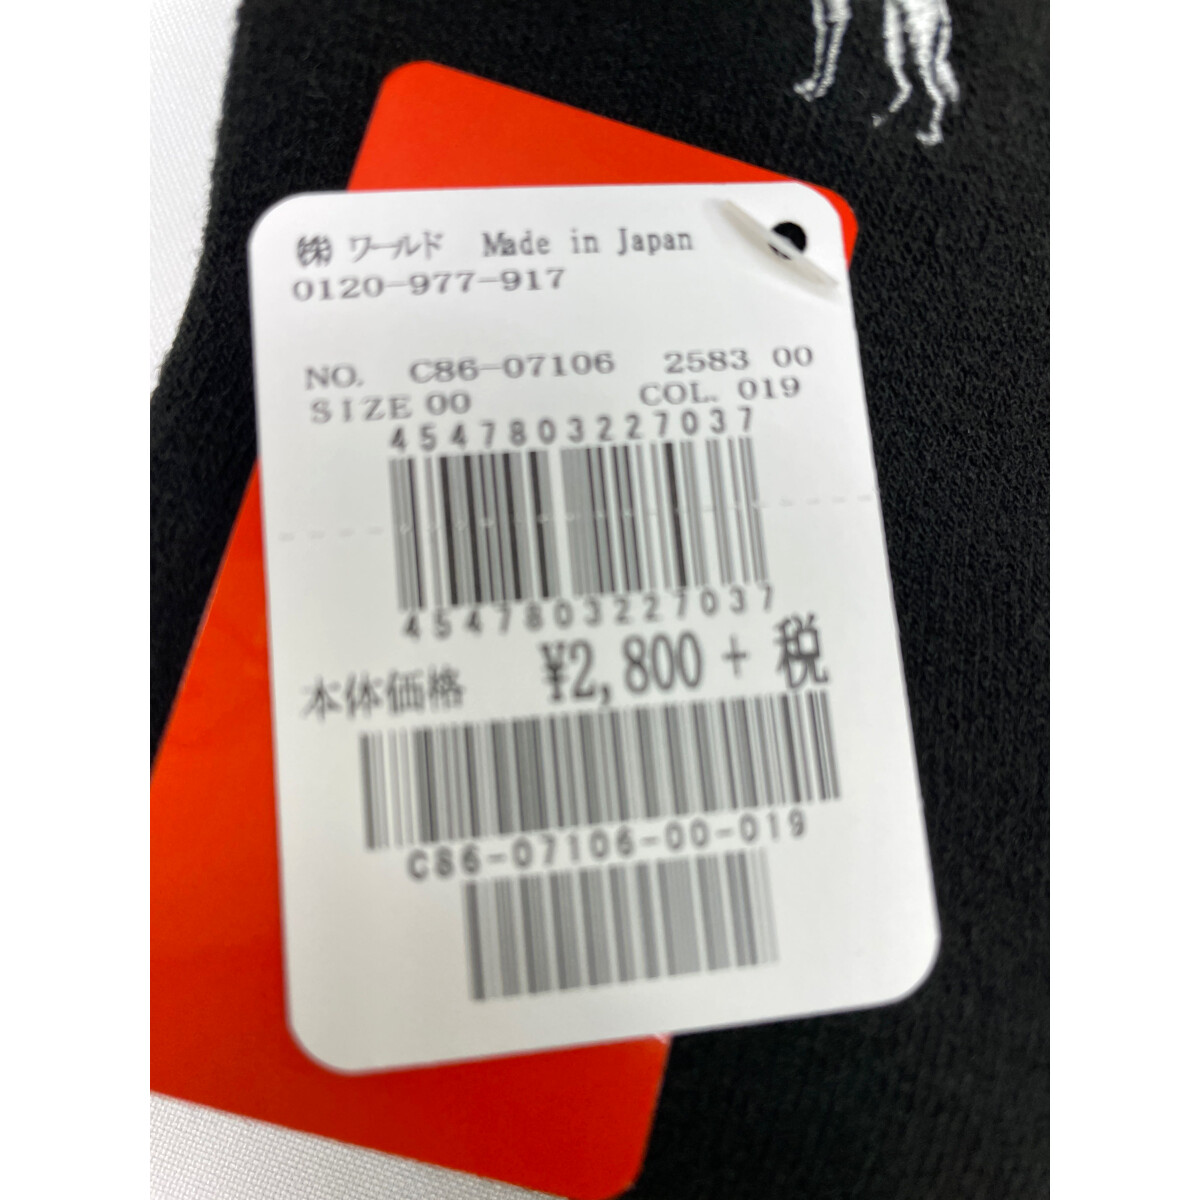 ㈱ ワールド Made in Japan
0120-977-917
NO. C86-07106 2583 00
SIZE 00 COL. 019
4547803227037
4547803227037
本体価格 ¥2,800 + 税
C86-07106-00-019